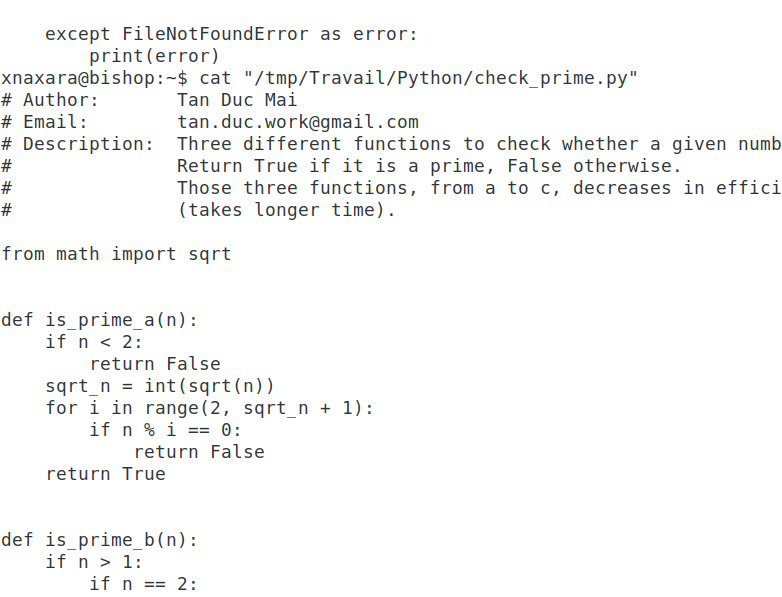 except FileNotFoundError as error:
        print(error)
xnaxara@bishop:~$ cat "/tmp/Travail/Python/check_prime.py"
# Author:       Tan Duc Mai
# Email:        tan.duc.work@gmail.com
# Description:  Three different functions to check whether a given numb
#               Return True if it is a prime, False otherwise.
#               Those three functions, from a to c, decreases in effici
#               (takes longer time).

from math import sqrt


def is_prime_a(n):
    if n < 2:
        return False
    sqrt_n = int(sqrt(n))
    for i in range(2, sqrt_n + 1):
        if n % i == 0:
            return False
    return True


def is_prime_b(n):
    if n > 1:
        if n == 2: